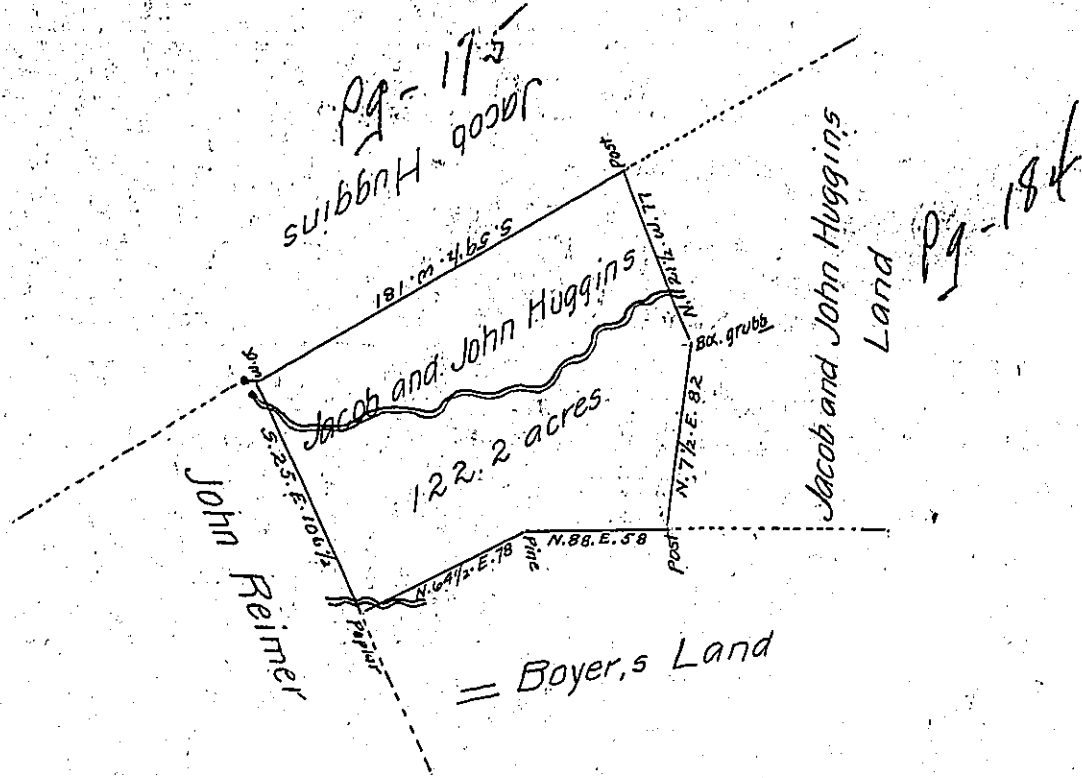 Pg - 175
Jacob Huggins
Post
S. 59½. W. 181
N. 21½. W. 77
Jacob and John Huggins
122. 2 acres.
W.O.
Bα. grubb
N. 7½. E. 82
Jacob and John Huggins
Land
Pg - 184
S. 25. E. 106½
John Reimer
N. 64½. E. 78
Pine
N. 88. E. 58
Post
Poplar
= Boyer,s Land